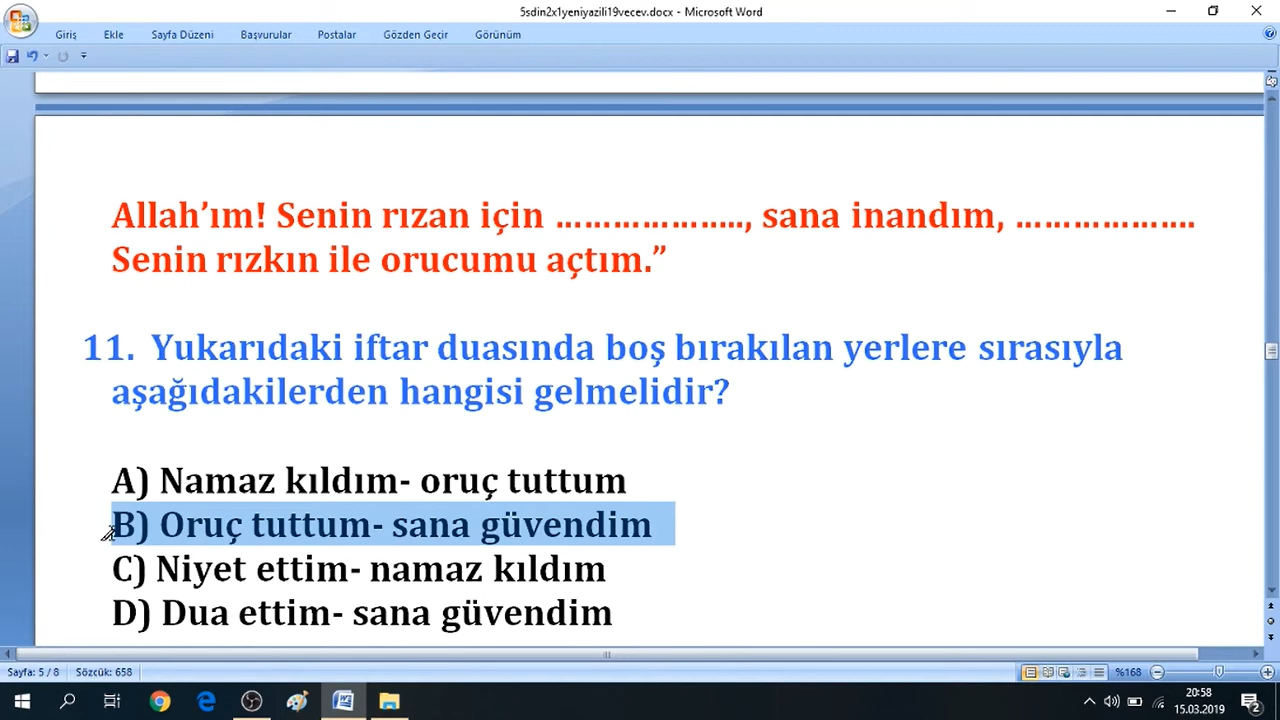 5sdin2x1yeniyazili19vecev.docx - Microsoft Word
Giriş Ekle Sayfa Düzeni Başvurular Postalar Gözden Geçir Görünüm
Allah’ım! Senin rızan için ……………….., sana inandım, ……………….
Senin rızkın ile orucumu açtım.”
11. Yukarıdaki iftar duasında boş bırakılan yerlere sırasıyla
aşağıdakilerden hangisi gelmelidir?
A) Namaz kıldım- oruç tuttum
B) Oruç tuttum- sana güvendim
C) Niyet ettim- namaz kıldım
D) Dua ettim- sana güvendim
Sayfa: 5 / 8 Sözcük: 658 %168
20:58
15.03.2019 2